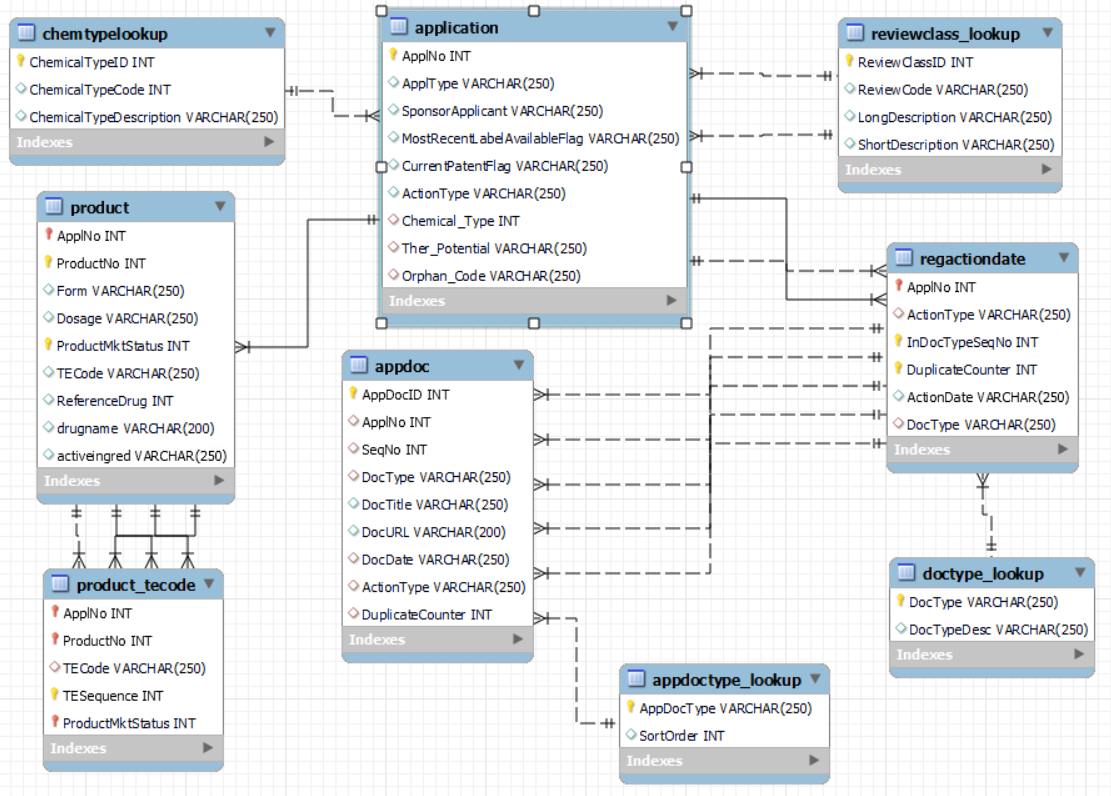 chemtypelookup
ChemicalTypeID INT
ChemicalTypeCode INT
ChemicalTypeDescription VARCHAR(250)
Indexes
application
ApplNo INT
ApplType VARCHAR(250)
SponsorApplicant VARCHAR(250)
MostRecentLabelAvailableFlag VARCHAR(250)
CurrentPatentFlag VARCHAR(250)
ActionType VARCHAR(250)
Chemical_Type INT
Ther_Potential VARCHAR(250)
Orphan_Code VARCHAR(250)
Indexes
reviewclass_lookup
ReviewClassID INT
ReviewCode VARCHAR(250)
LongDescription VARCHAR(250)
ShortDescription VARCHAR(250)
Indexes
product
ApplNo INT
ProductNo INT
Form VARCHAR(250)
Dosage VARCHAR(250)
ProductMktStatus INT
TECode VARCHAR(250)
ReferenceDrug INT
drugname VARCHAR(200)
activeingred VARCHAR(250)
Indexes
regactiondate
ApplNo INT
ActionType VARCHAR(250)
InDocTypeSeqNo INT
DuplicateCounter INT
ActionDate VARCHAR(250)
DocType VARCHAR(250)
Indexes
appdoc
AppDocID INT
ApplNo INT
SeqNo INT
DocType VARCHAR(250)
DocTitle VARCHAR(250)
DocURL VARCHAR(200)
DocDate VARCHAR(250)
ActionType VARCHAR(250)
DuplicateCounter INT
Indexes
product_tecode
ApplNo INT
ProductNo INT
TECode VARCHAR(250)
TESequence INT
ProductMktStatus INT
Indexes
doctype_lookup
DocType VARCHAR(250)
DocTypeDesc VARCHAR(250)
Indexes
appdoctype_lookup
AppDocType VARCHAR(250)
SortOrder INT
Indexes